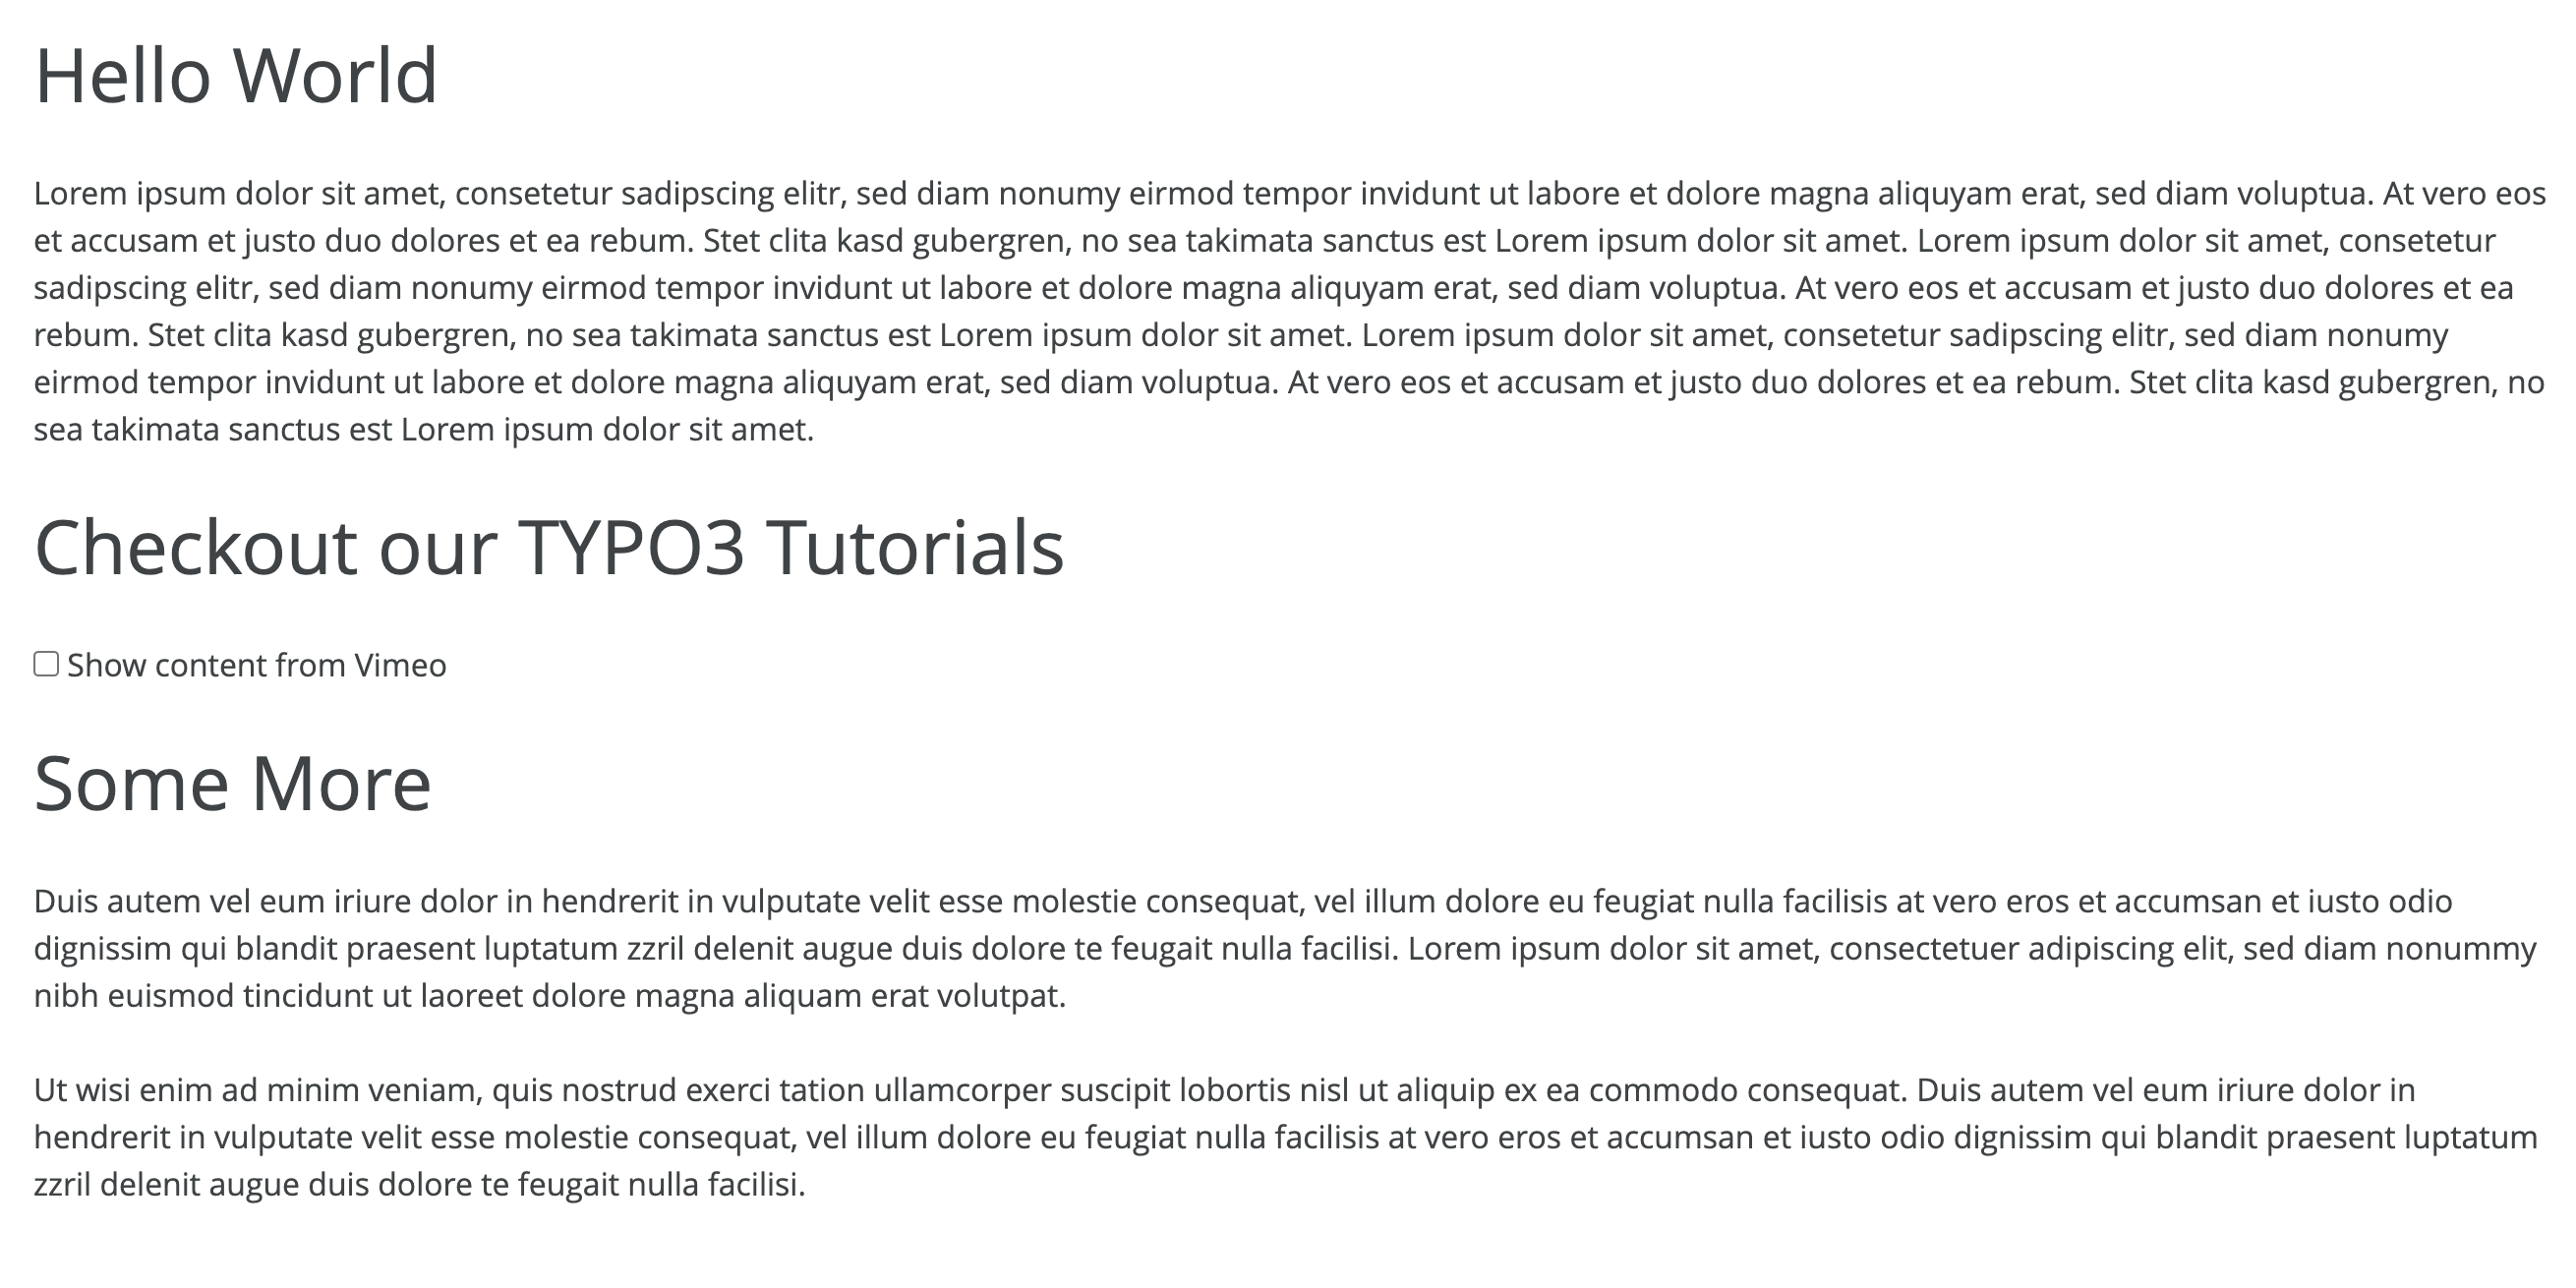 Hello World
Lorem ipsum dolor sit amet, consetetur sadipscing elitr, sed diam nonumy eirmod tempor invidunt ut labore et dolore magna aliquyam erat, sed diam voluptua. At vero eos
et accusam et justo duo dolores et ea rebum. Stet clita kasd gubergren, no sea takimata sanctus est Lorem ipsum dolor sit amet. Lorem ipsum dolor sit amet, consetetur
sadipscing elitr, sed diam nonumy eirmod tempor invidunt ut labore et dolore magna aliquyam erat, sed diam voluptua. At vero eos et accusam et justo duo dolores et ea
rebum. Stet clita kasd gubergren, no sea takimata sanctus est Lorem ipsum dolor sit amet. Lorem ipsum dolor sit amet, consetetur sadipscing elitr, sed diam nonumy
eirmod tempor invidunt ut labore et dolore magna aliquyam erat, sed diam voluptua. At vero eos et accusam et justo duo dolores et ea rebum. Stet clita kasd gubergren, no
sea takimata sanctus est Lorem ipsum dolor sit amet.
Checkout our TYPO3 Tutorials
Show content from Vimeo
Some More
Duis autem vel eum iriure dolor in hendrerit in vulputate velit esse molestie consequat, vel illum dolore eu feugiat nulla facilisis at vero eros et accumsan et iusto odio
dignissim qui blandit praesent luptatum zzril delenit augue duis dolore te feugait nulla facilisi. Lorem ipsum dolor sit amet, consectetuer adipiscing elit, sed diam nonummy
nibh euismod tincidunt ut laoreet dolore magna aliquam erat volutpat.
Ut wisi enim ad minim veniam, quis nostrud exerci tation ullamcorper suscipit lobortis nisl ut aliquip ex ea commodo consequat. Duis autem vel eum iriure dolor in
hendrerit in vulputate velit esse molestie consequat, vel illum dolore eu feugiat nulla facilisis at vero eros et accumsan et iusto odio dignissim qui blandit praesent luptatum
zzril delenit augue duis dolore te feugait nulla facilisi.